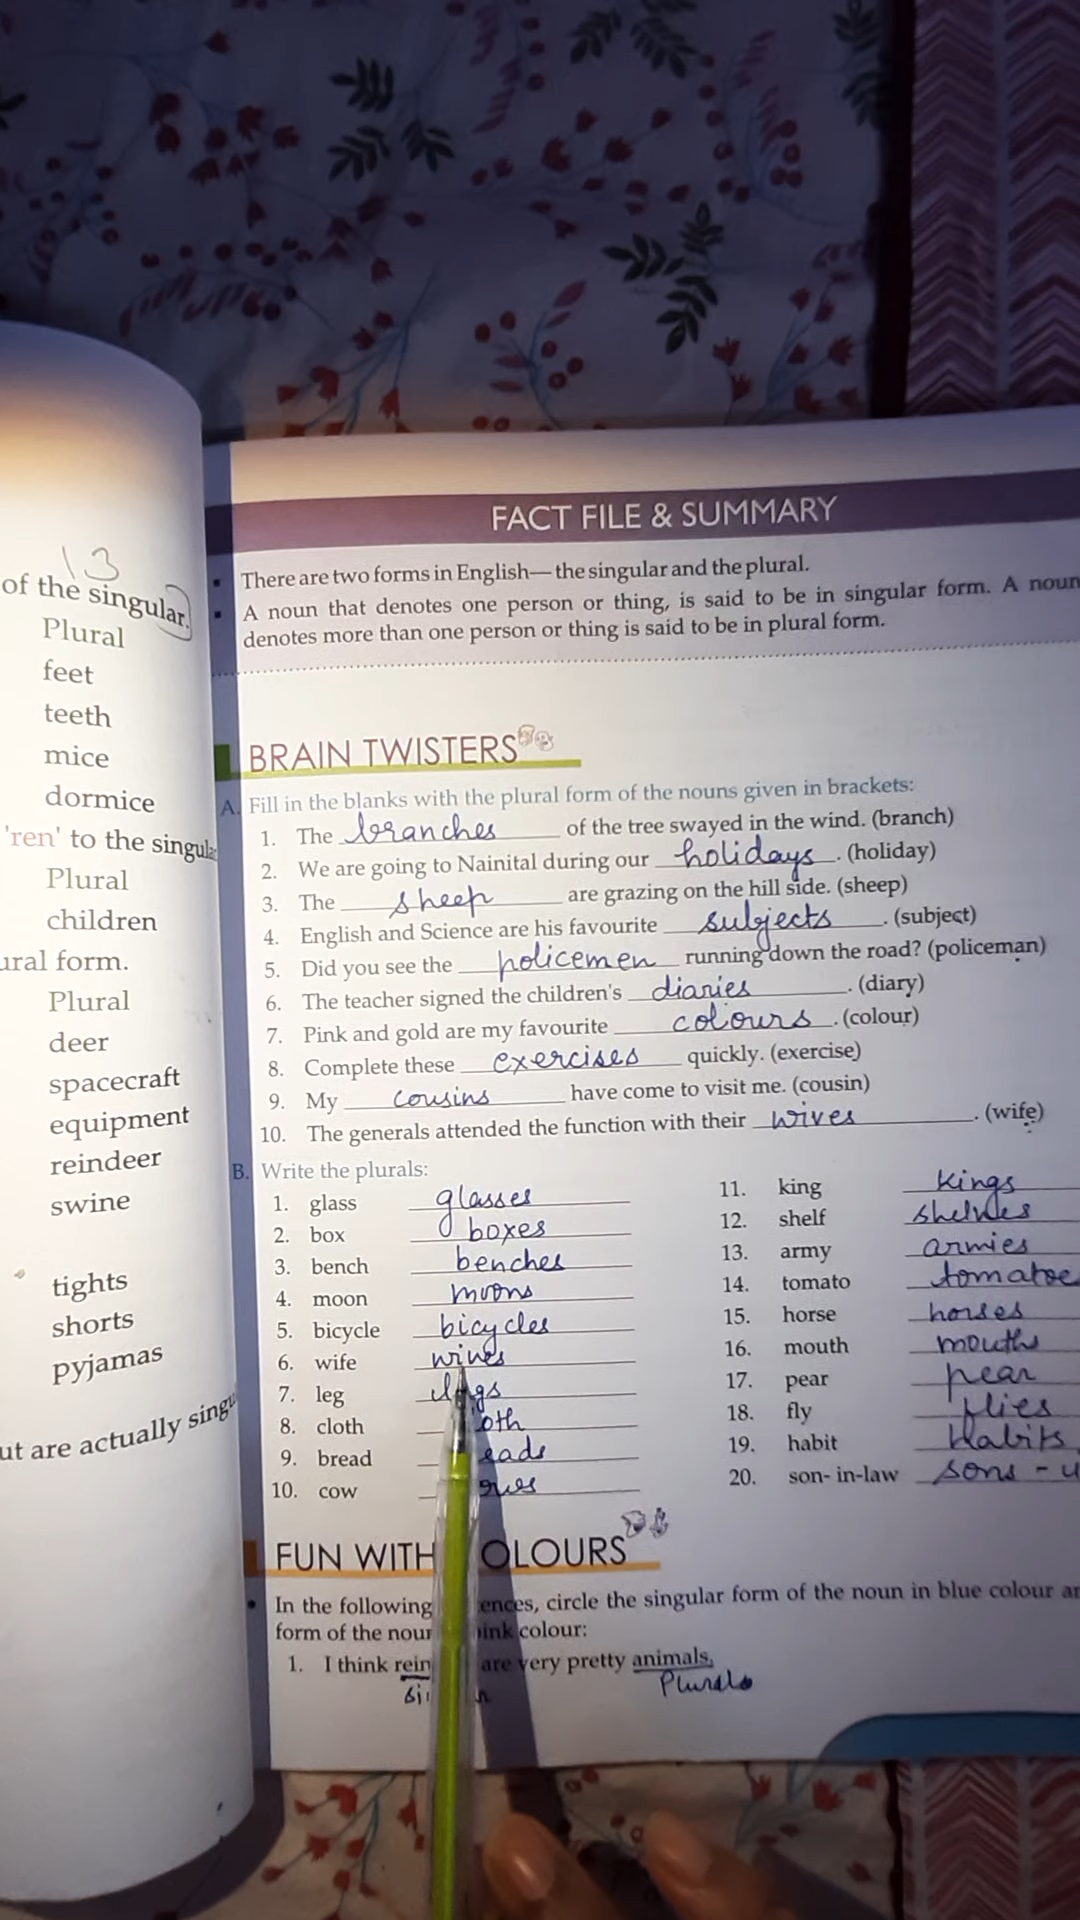 13
of the singular.
Plural
feet
teeth
mice
dormice
'ren' to the singula
Plural
children
ural form.
Plural
deer
spacecraft
equipment
reindeer
swine
tights
shorts
pyjamas
ut are actually singu
FACT FILE & SUMMARY
There are two forms in English—the singular and the plural.
A noun that denotes one person or thing, is said to be in singular form. A noun
denotes more than one person or thing is said to be in plural form.
BRAIN TWISTERS
A. Fill in the blanks with the plural form of the nouns given in brackets:
1. The branches of the tree swayed in the wind. (branch)
2. We are going to Nainital during our holidays. (holiday)
3. The sheep are grazing on the hill side. (sheep)
4. English and Science are his favourite subjects. (subject)
5. Did you see the policemen running down the road? (policeman)
6. The teacher signed the children's diaries. (diary)
7. Pink and gold are my favourite colours. (colour)
8. Complete these exercises quickly. (exercise)
9. My cousins have come to visit me. (cousin)
10. The generals attended the function with their wives. (wife)
B. Write the plurals:
1. glass glasses
2. box boxes
3. bench benches
4. moon moons
5. bicycle bicycles
6. wife wives
7. leg
8. cloth oth
9. bread eads
10. cow
11. king kings
12. shelf shelves
13. army armies
14. tomato tomatoe
15. horse horses
16. mouth mouths
17. pear pear
18. fly flies
19. habit habits
20. son- in-law sons -
FUN WITH OLOURS
In the following ences, circle the singular form of the noun in blue colour an
form of the noun pink colour:
1. I think rein are very pretty animals.
Plurals